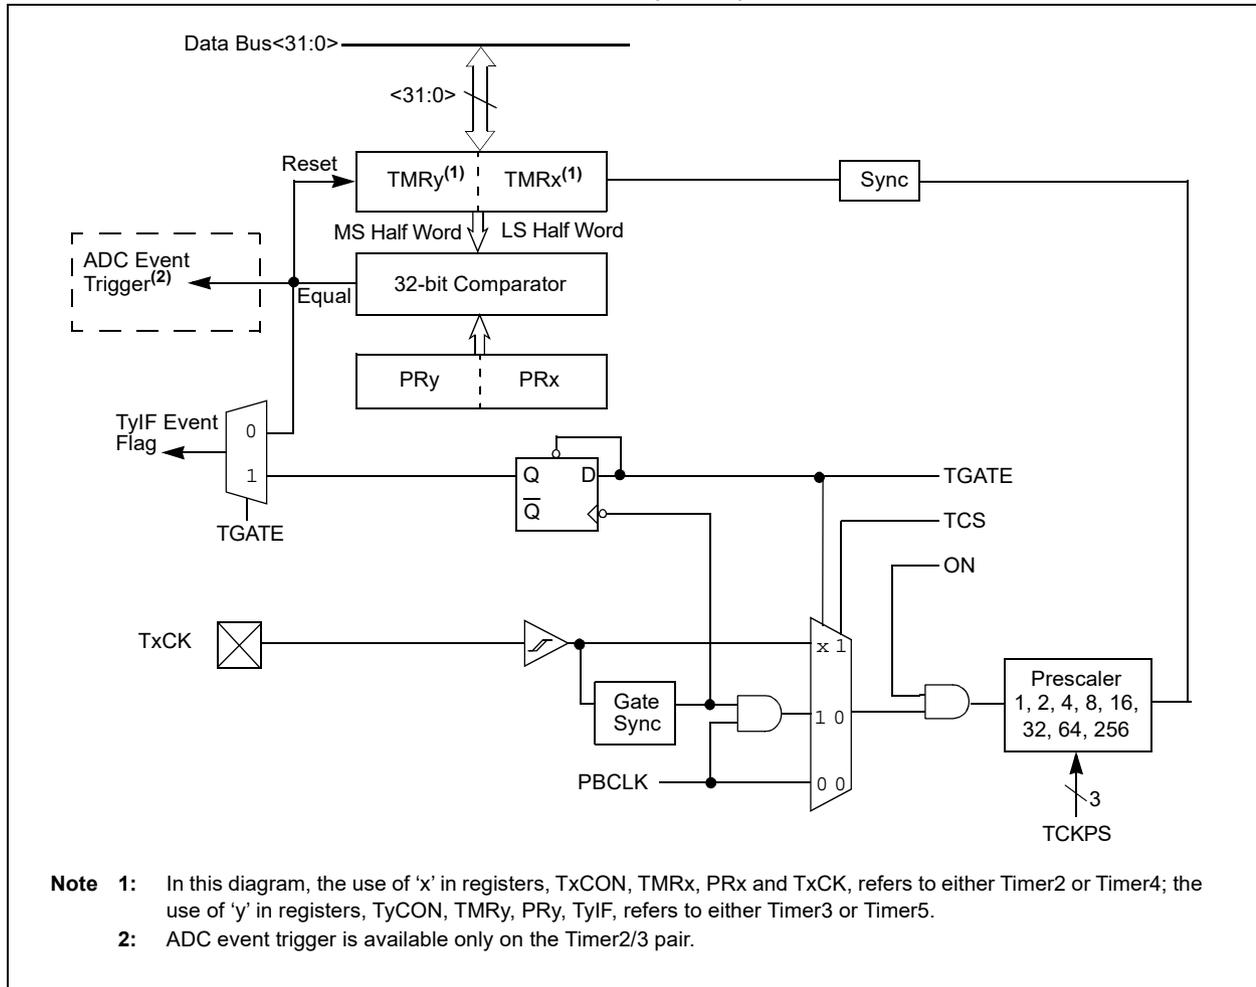 Data Bus<31:0>
<31:0>
Reset
TMRy(1) TMRx(1)
Sync
MS Half Word LS Half Word
ADC Event
Trigger(2)
Equal
32-bit Comparator
PRy PRx
TyIF Event
Flag
0
1
TGATE
Q D
Q
TGATE
TCS
ON
TxCK
x 1
Gate
Sync
1 0
PBCLK
0 0
Prescaler
1, 2, 4, 8, 16,
32, 64, 256
3
TCKPS
Note 1: In this diagram, the use of ‘x’ in registers, TxCON, TMRx, PRx and TxCK, refers to either Timer2 or Timer4; the
use of ‘y’ in registers, TyCON, TMRy, PRy, TyIF, refers to either Timer3 or Timer5.
2: ADC event trigger is available only on the Timer2/3 pair.